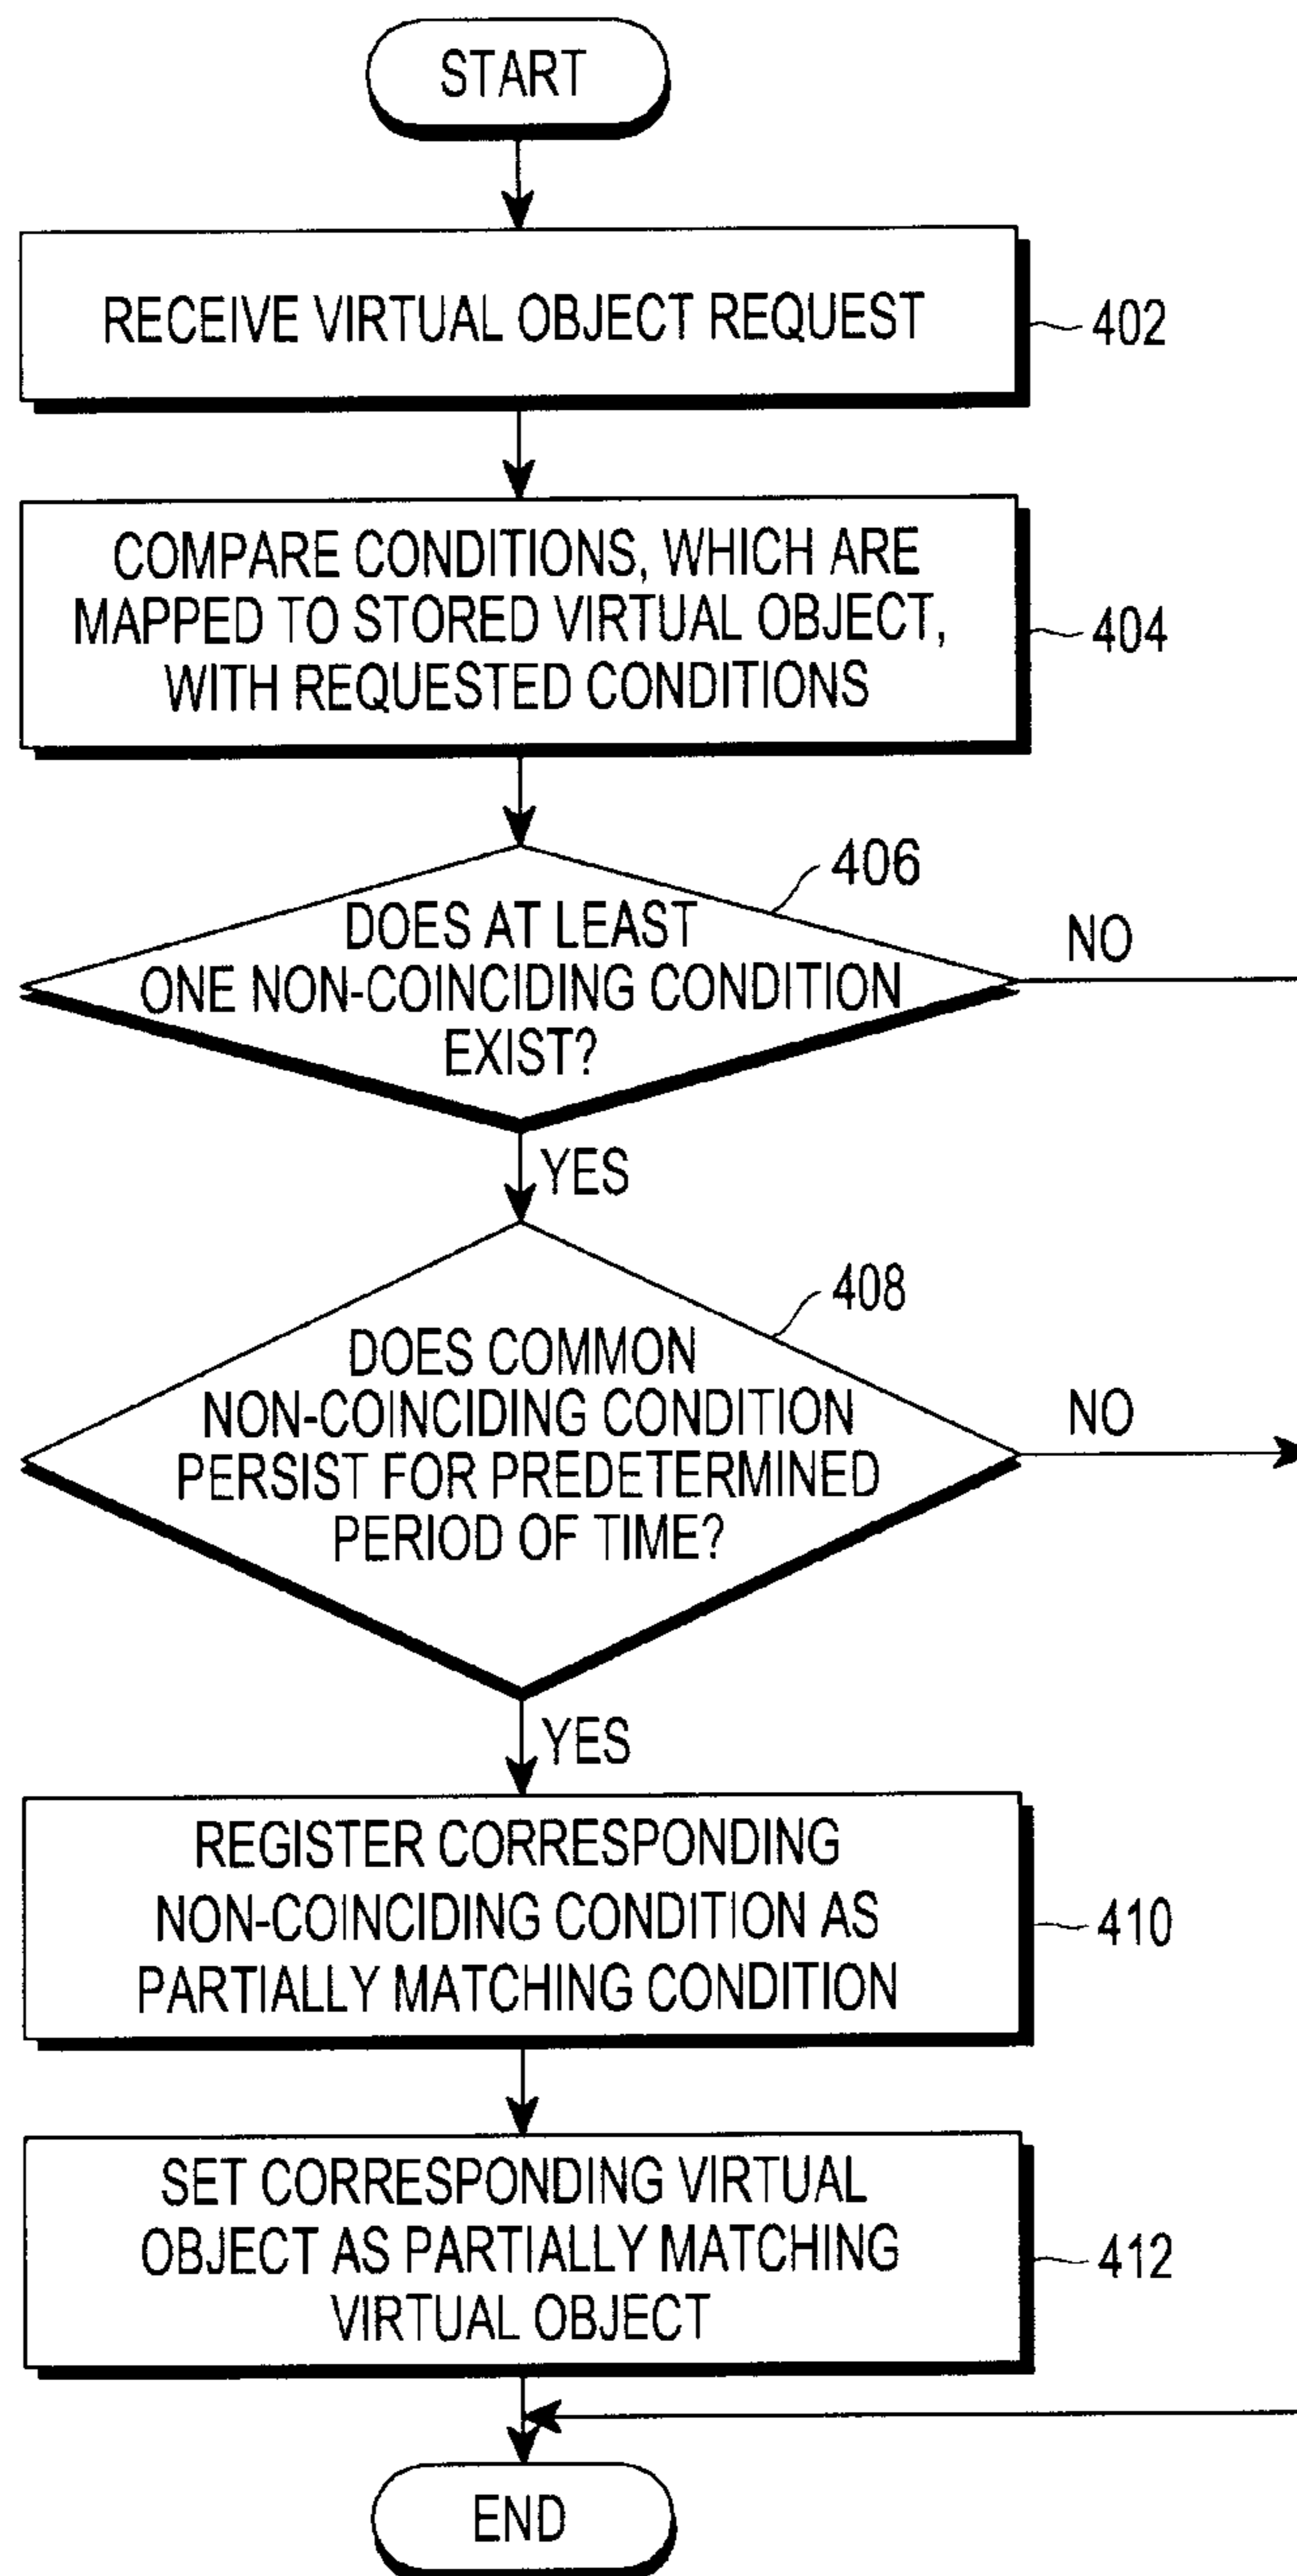 START
RECEIVE VIRTUAL OBJECT REQUEST
402
COMPARE CONDITIONS, WHICH ARE
MAPPED TO STORED VIRTUAL OBJECT,
WITH REQUESTED CONDITIONS
404
406
DOES AT LEAST
ONE NON-COINCIDING CONDITION
EXIST?
NO
YES
408
DOES COMMON
NON-COINCIDING CONDITION
PERSIST FOR PREDETERMINED
PERIOD OF TIME?
NO
YES
REGISTER CORRESPONDING
NON-COINCIDING CONDITION AS
PARTIALLY MATCHING CONDITION
410
SET CORRESPONDING VIRTUAL
OBJECT AS PARTIALLY MATCHING
VIRTUAL OBJECT
412
END